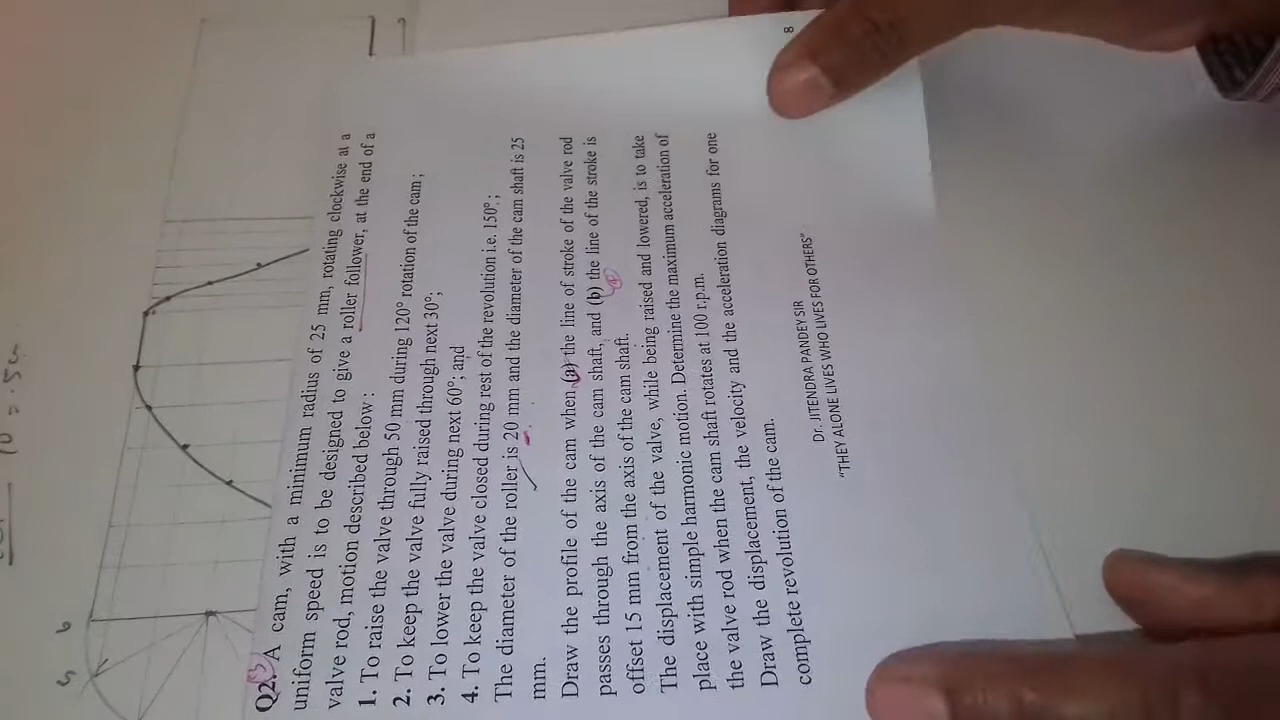 10 = .5c
6
5
Q2. A cam, with a minimum radius of 25 mm, rotating clockwise at a
uniform speed is to be designed to give a roller follower, at the end of a
valve rod, motion described below :
1. To raise the valve through 50 mm during 120° rotation of the cam ;
2. To keep the valve fully raised through next 30°;
3. To lower the valve during next 60°; and
4. To keep the valve closed during rest of the revolution i.e. 150° ;
The diameter of the roller is 20 mm and the diameter of the cam shaft is 25
mm.
Draw the profile of the cam when (a) the line of stroke of the valve rod
passes through the axis of the cam shaft, and (b) the line of the stroke is
offset 15 mm from the axis of the cam shaft.
The displacement of the valve, while being raised and lowered, is to take
place with simple harmonic motion. Determine the maximum acceleration of
the valve rod when the cam shaft rotates at 100 r.p.m.
Draw the displacement, the velocity and the acceleration diagrams for one
complete revolution of the cam.
Dr. JITENDRA PANDEY SIR
"THEY ALONE LIVES WHO LIVES FOR OTHERS"
8